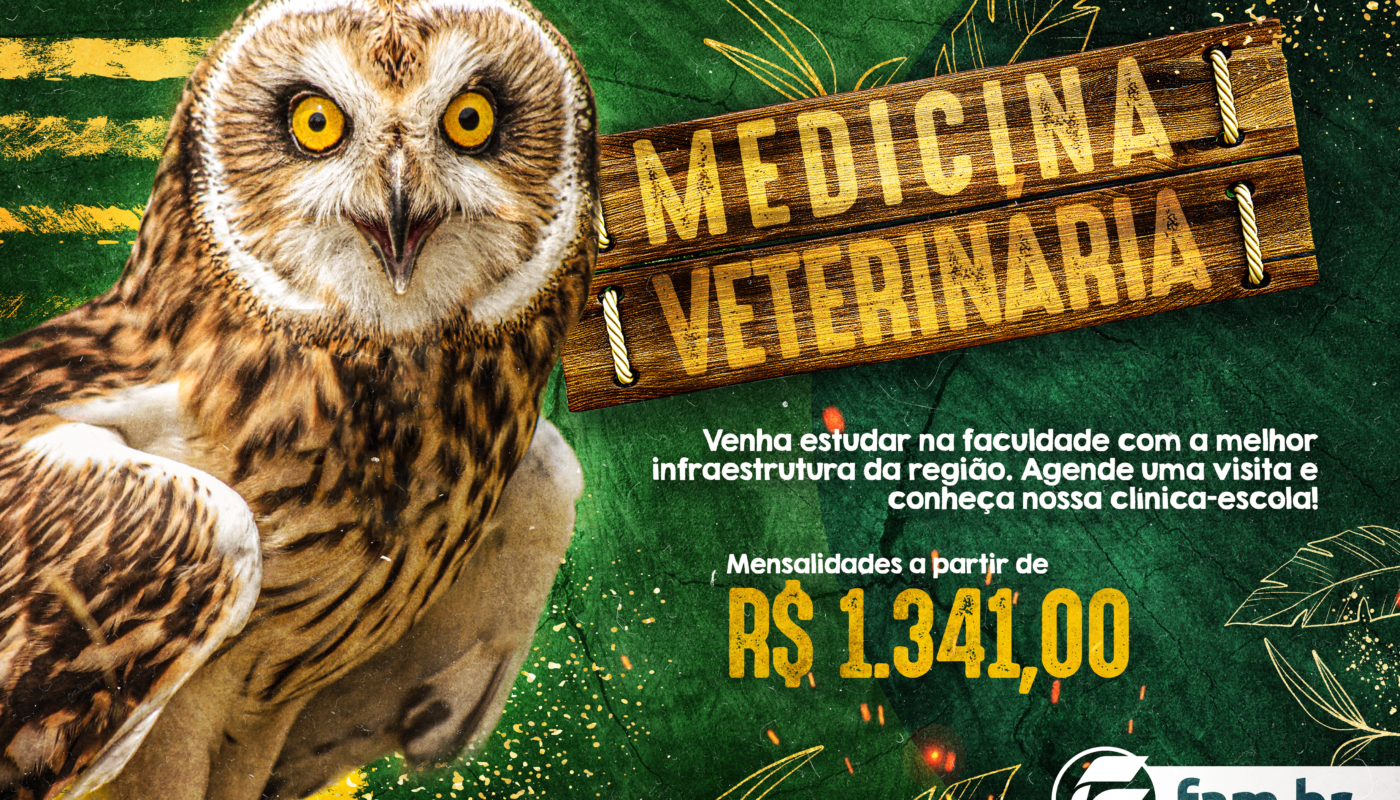 MEDICINA
VETERINÁRIA
Venha estudar na faculdade com a melhor
infraestrutura da região. Agende uma visita e
conheça nossa clínica-escola!
Mensalidades a partir de
R$ 1.341,00
fam.br